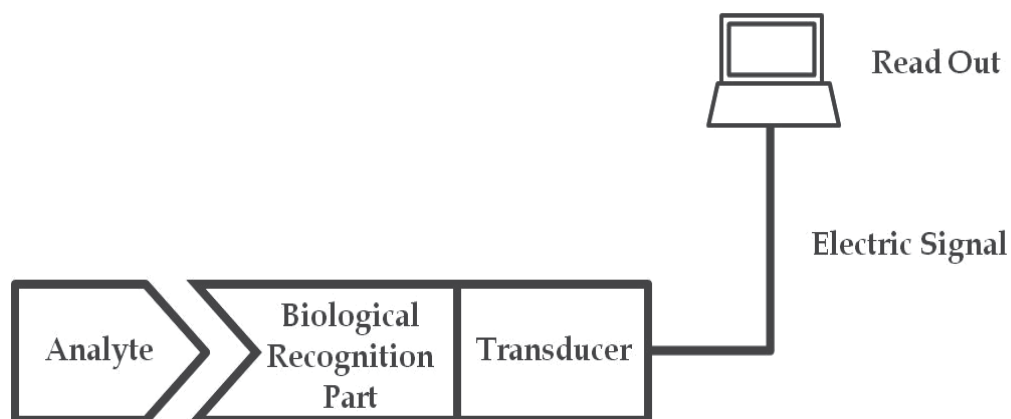 Read Out
Electric Signal
Analyte
Biological
Recognition
Part
Transducer